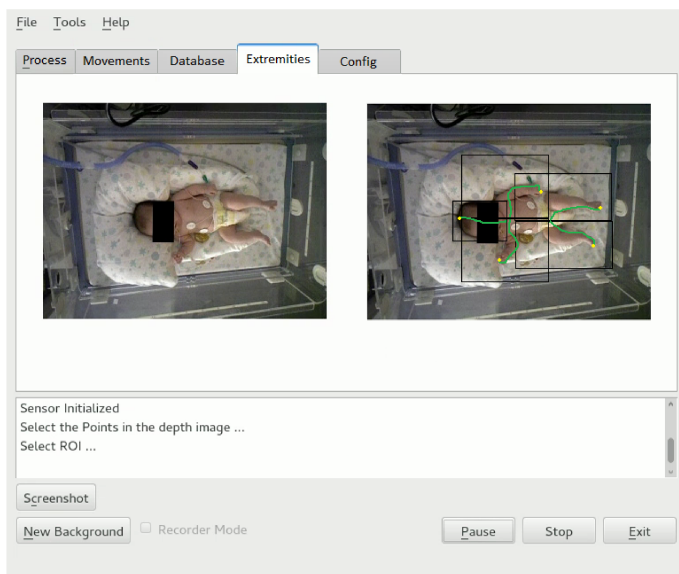 File Tools Help
Process Movements Database Extremities Config
Sensor Initialized
Select the Points in the depth image ...
Select ROI ...
Screenshot
New Background Recorder Mode Pause Stop Exit